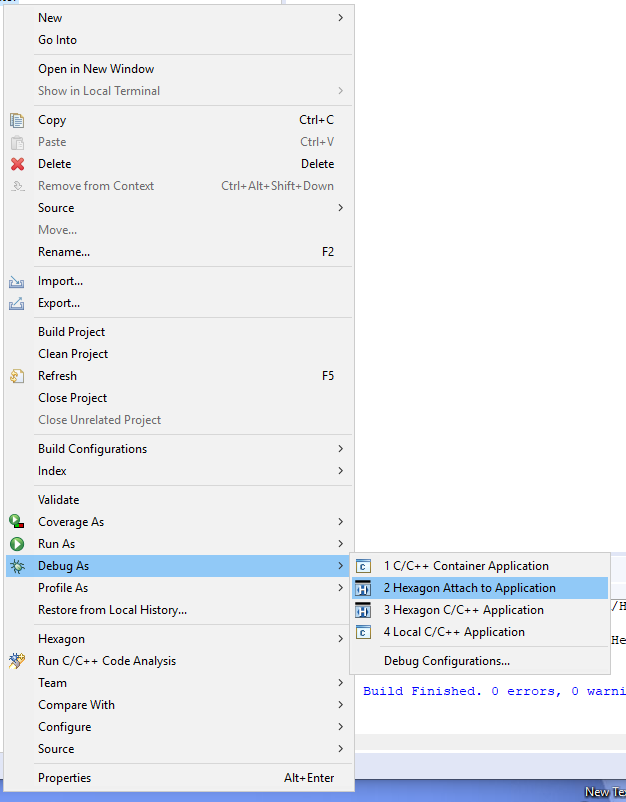 New
Go Into
Open in New Window
Show in Local Terminal
Copy Ctrl+C
Paste Ctrl+V
Delete Delete
Remove from Context Ctrl+Alt+Shift+Down
Source
Move...
Rename... F2
Import...
Export...
Build Project
Clean Project
Refresh F5
Close Project
Close Unrelated Project
Build Configurations
Index
Validate
Coverage As
Run As
Debug As
Profile As
Restore from Local History...
Hexagon
Run C/C++ Code Analysis
Team
Compare With
Configure
Source
Properties Alt+Enter
1 C/C++ Container Application
2 Hexagon Attach to Application
3 Hexagon C/C++ Application
4 Local C/C++ Application
Debug Configurations...
/H
He
Build Finished. 0 errors, 0 warni
New Te